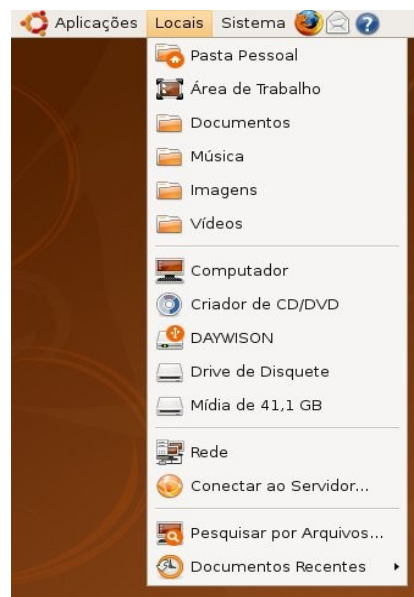 Aplicações Locais Sistema
Pasta Pessoal
Área de Trabalho
Documentos
Música
Imagens
Vídeos
Computador
Criador de CD/DVD
DAYWISON
Drive de Disquete
Mídia de 41,1 GB
Rede
Conectar ao Servidor...
Pesquisar por Arquivos...
Documentos Recentes